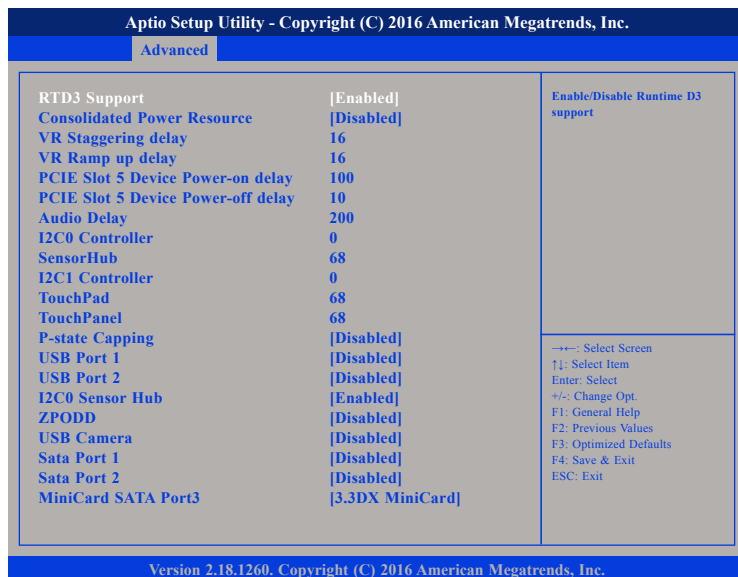 Aptio Setup Utility - Copyright (C) 2016 American Megatrends, Inc.
Advanced
RTD3 Support [Enabled]
Consolidated Power Resource [Disabled]
VR Staggering delay 16
VR Ramp up delay 16
PCIE Slot 5 Device Power-on delay 100
PCIE Slot 5 Device Power-off delay 10
Audio Delay 200
I2C0 Controller 0
SensorHub 68
I2C1 Controller 0
TouchPad 68
TouchPanel 68
P-state Capping [Disabled]
USB Port 1 [Disabled]
USB Port 2 [Disabled]
I2C0 Sensor Hub [Enabled]
ZPODD [Disabled]
USB Camera [Disabled]
Sata Port 1 [Disabled]
Sata Port 2 [Disabled]
MiniCard SATA Port3 [3.3DX MiniCard]
Enable/Disable Runtime D3
support
→←: Select Screen
↑↓: Select Item
Enter: Select
+/-: Change Opt.
F1: General Help
F2: Previous Values
F3: Optimized Defaults
F4: Save & Exit
ESC: Exit
Version 2.18.1260. Copyright (C) 2016 American Megatrends, Inc.